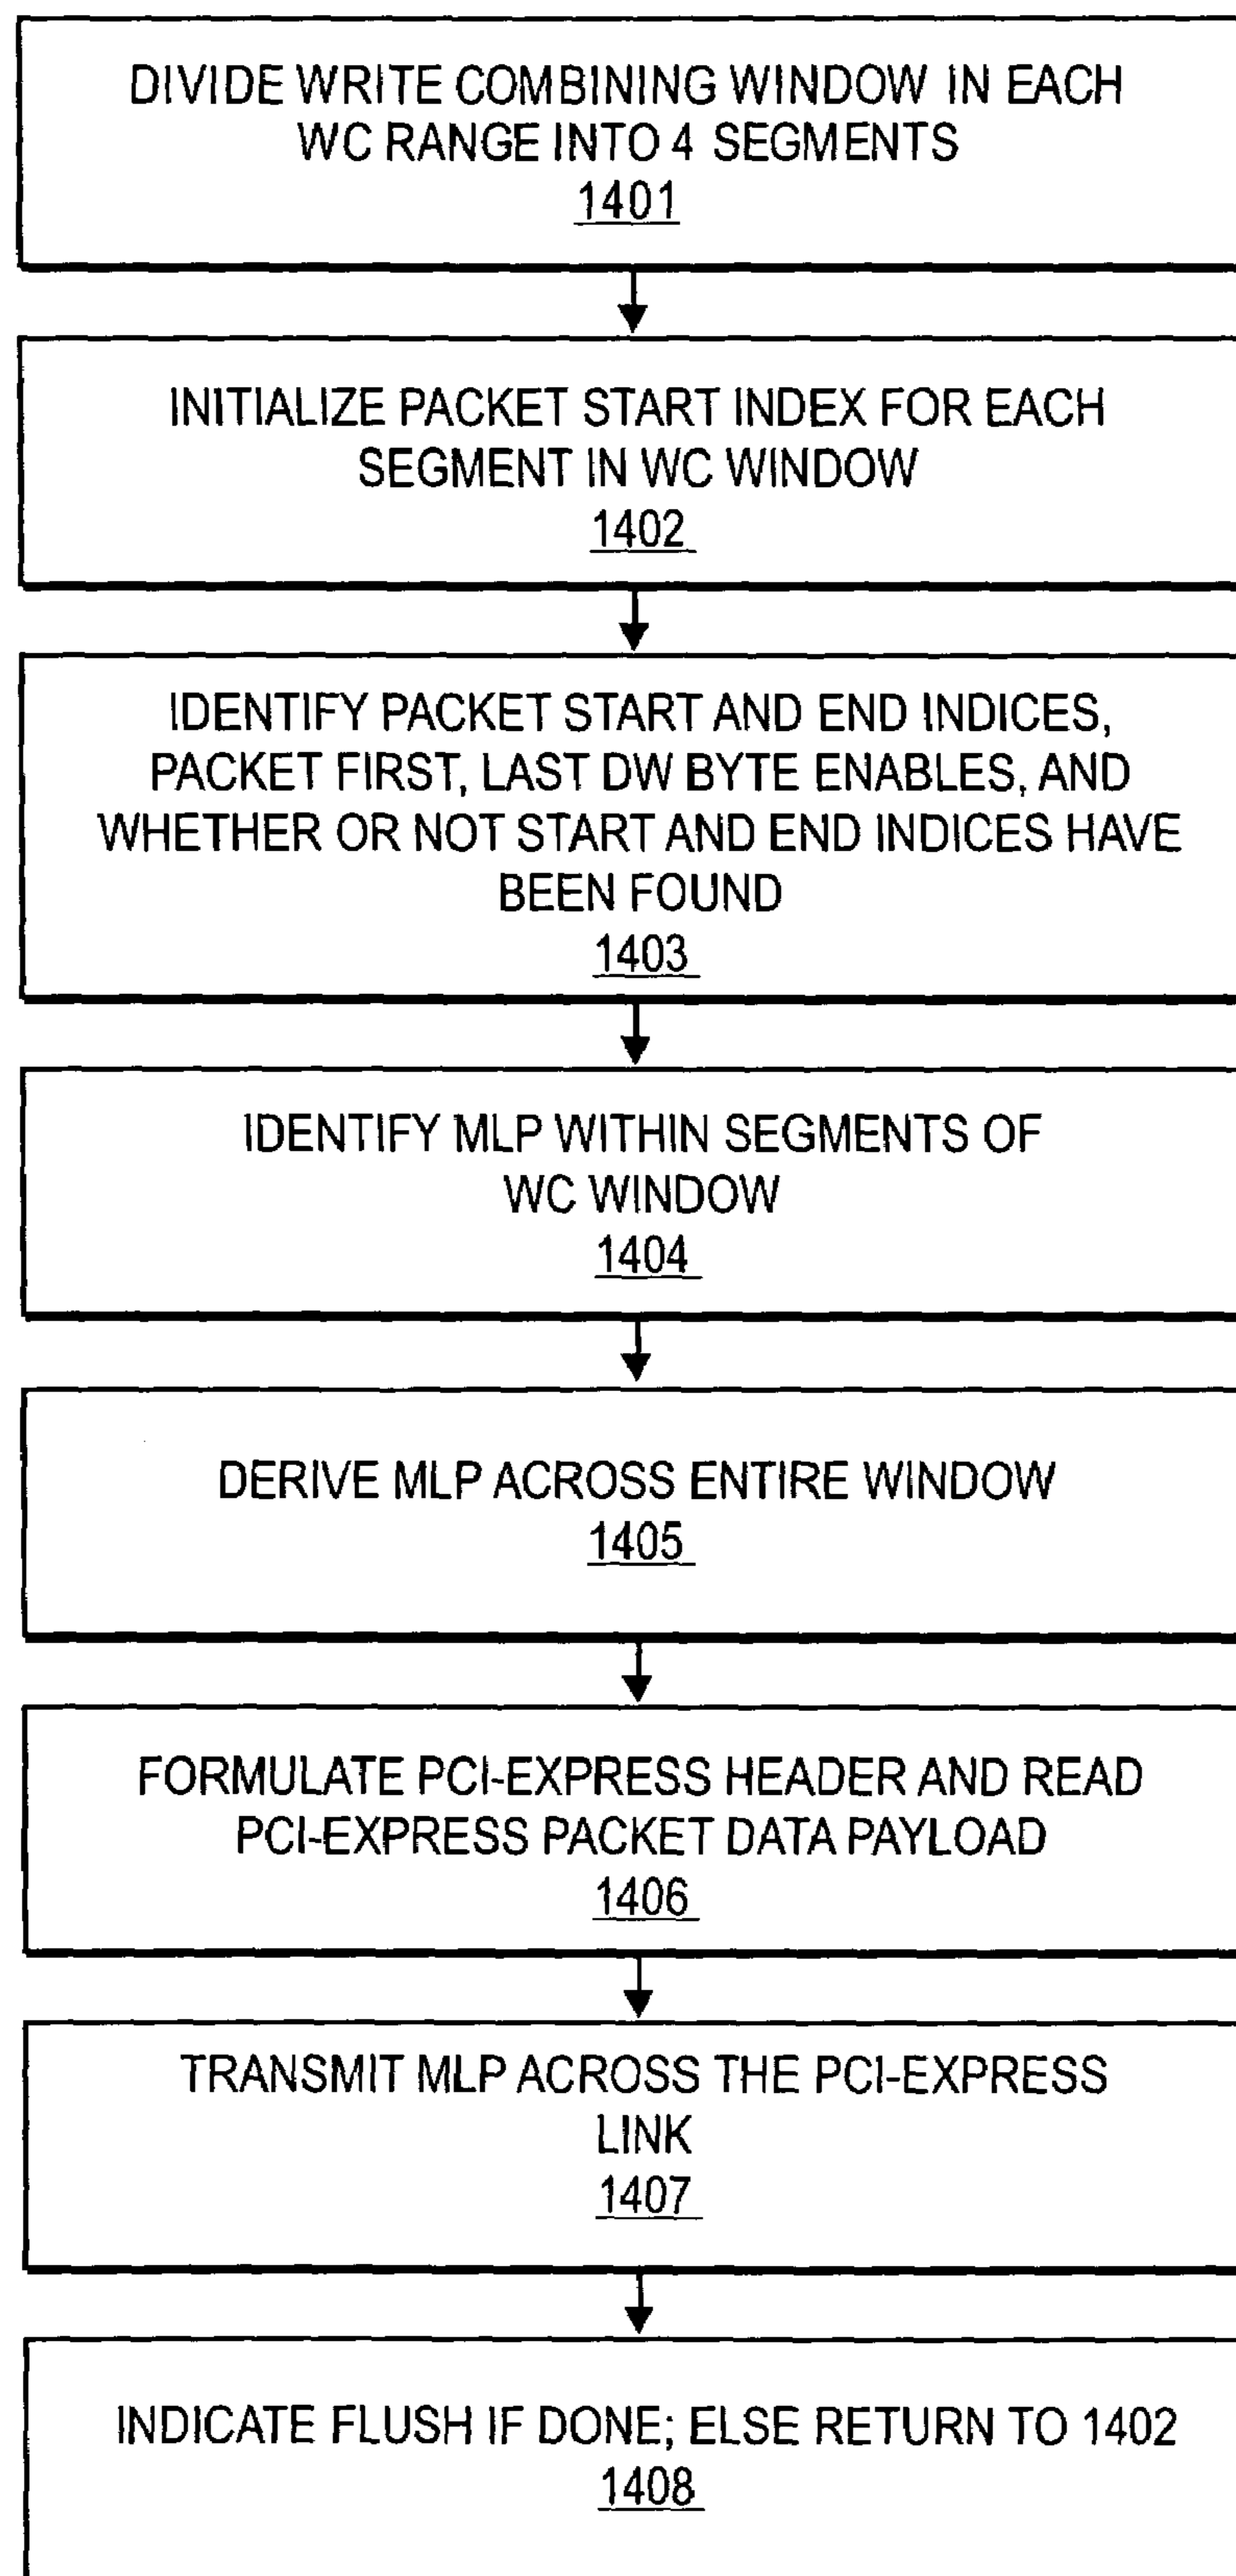 DIVIDE WRITE COMBINING WINDOW IN EACH
WC RANGE INTO 4 SEGMENTS
1401
INITIALIZE PACKET START INDEX FOR EACH
SEGMENT IN WC WINDOW
1402
IDENTIFY PACKET START AND END INDICES,
PACKET FIRST, LAST DW BYTE ENABLES, AND
WHETHER OR NOT START AND END INDICES HAVE
BEEN FOUND
1403
IDENTIFY MLP WITHIN SEGMENTS OF
WC WINDOW
1404
DERIVE MLP ACROSS ENTIRE WINDOW
1405
FORMULATE PCI-EXPRESS HEADER AND READ
PCI-EXPRESS PACKET DATA PAYLOAD
1406
TRANSMIT MLP ACROSS THE PCI-EXPRESS
LINK
1407
INDICATE FLUSH IF DONE; ELSE RETURN TO 1402
1408